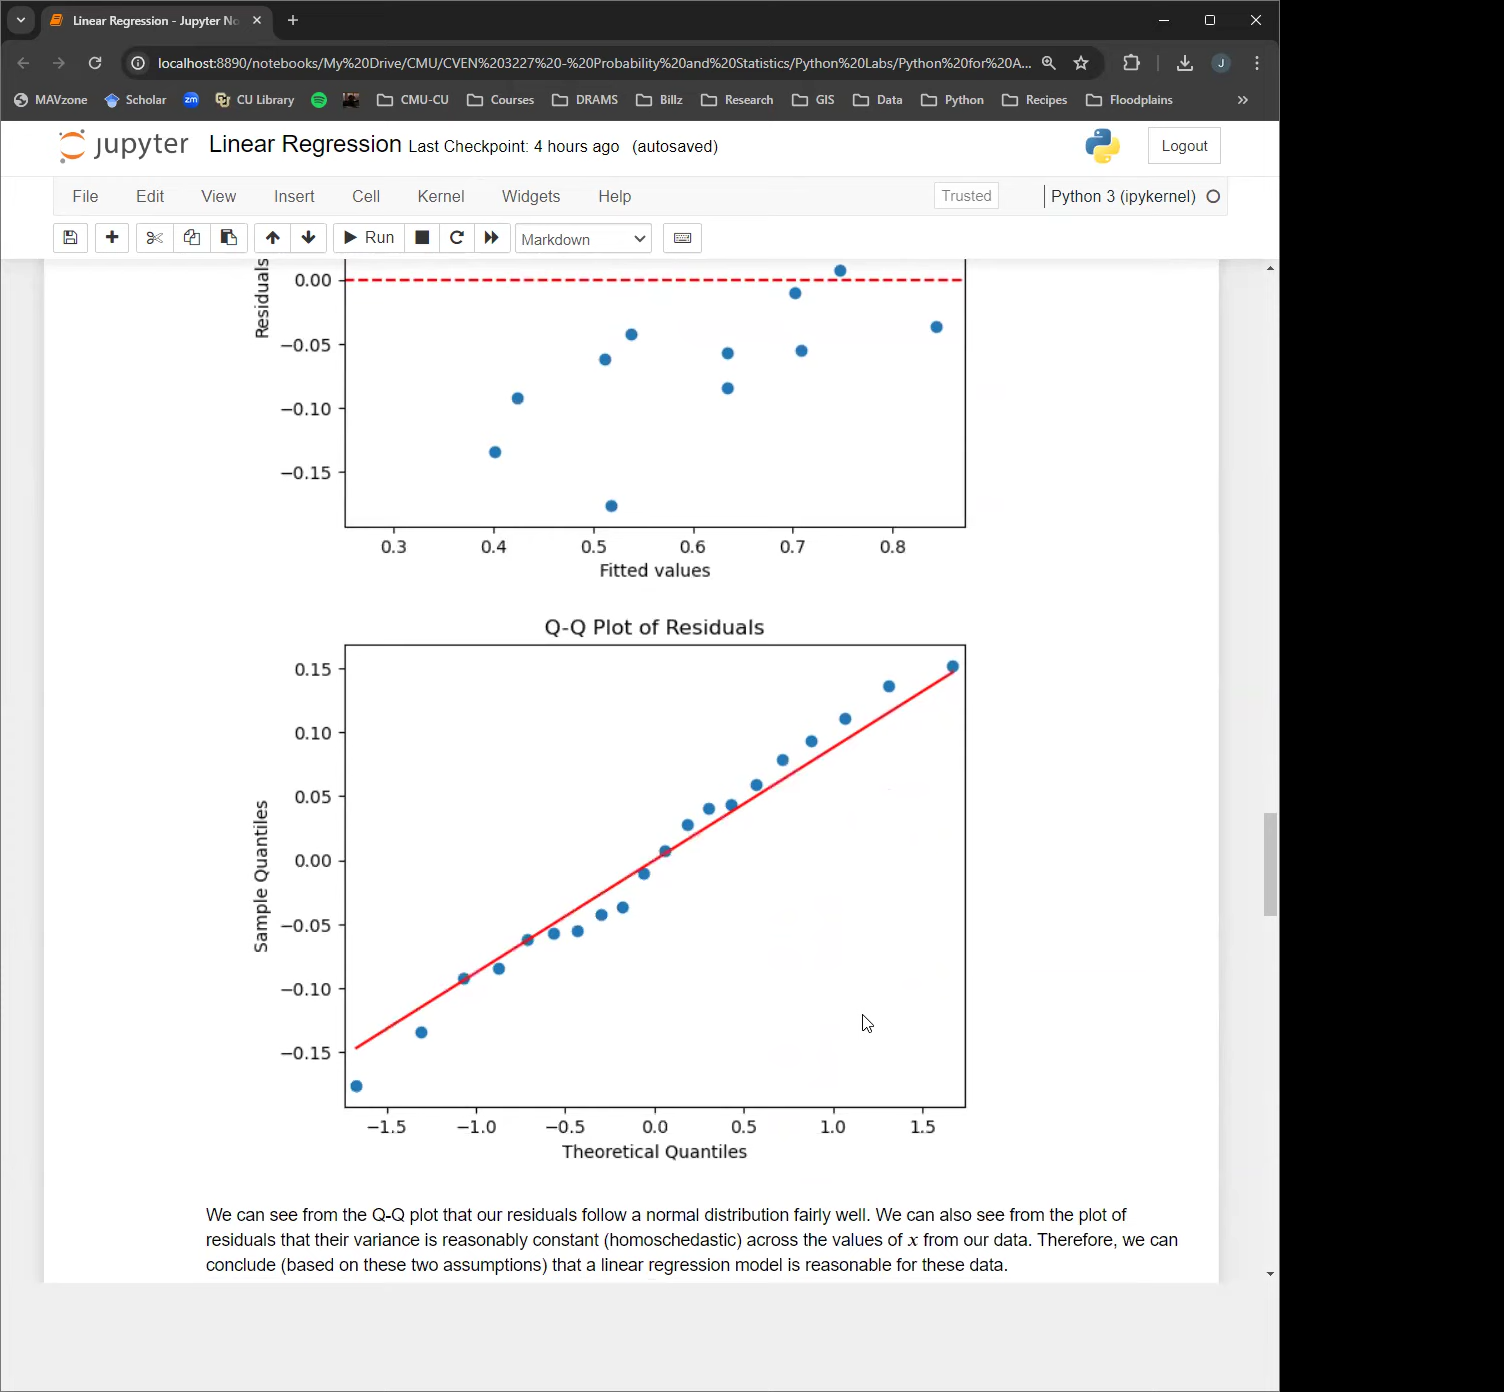 Linear Regression - Jupyter No
localhost:8890/notebooks/My%20Drive/CMU/CVEN%203227%20-%20Probability%20and%20Statistics/Python%20Labs/Python%20for%20A...
J
MAVzone Scholar zm CU Library CMU-CU Courses DRAMS Billz Research GIS Data Python Recipes Floodplains »
jupyter Linear Regression Last Checkpoint: 4 hours ago (autosaved) Logout
File Edit View Insert Cell Kernel Widgets Help Trusted Python 3 (ipykernel)
Run Markdown
Residuals
0.00
−0.05
−0.10
−0.15
0.3 0.4 0.5 0.6 0.7 0.8
Fitted values
Q-Q Plot of Residuals
Sample Quantiles
0.15
0.10
0.05
0.00
−0.05
−0.10
−0.15
−1.5 −1.0 −0.5 0.0 0.5 1.0 1.5
Theoretical Quantiles
We can see from the Q-Q plot that our residuals follow a normal distribution fairly well. We can also see from the plot of
residuals that their variance is reasonably constant (homoschedastic) across the values of x from our data. Therefore, we can
conclude (based on these two assumptions) that a linear regression model is reasonable for these data.